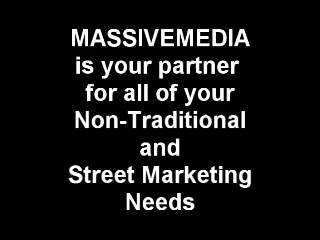 MASSIVEMEDIA
is your partner
for all of your
Non-Traditional
and
Street Marketing
Needs